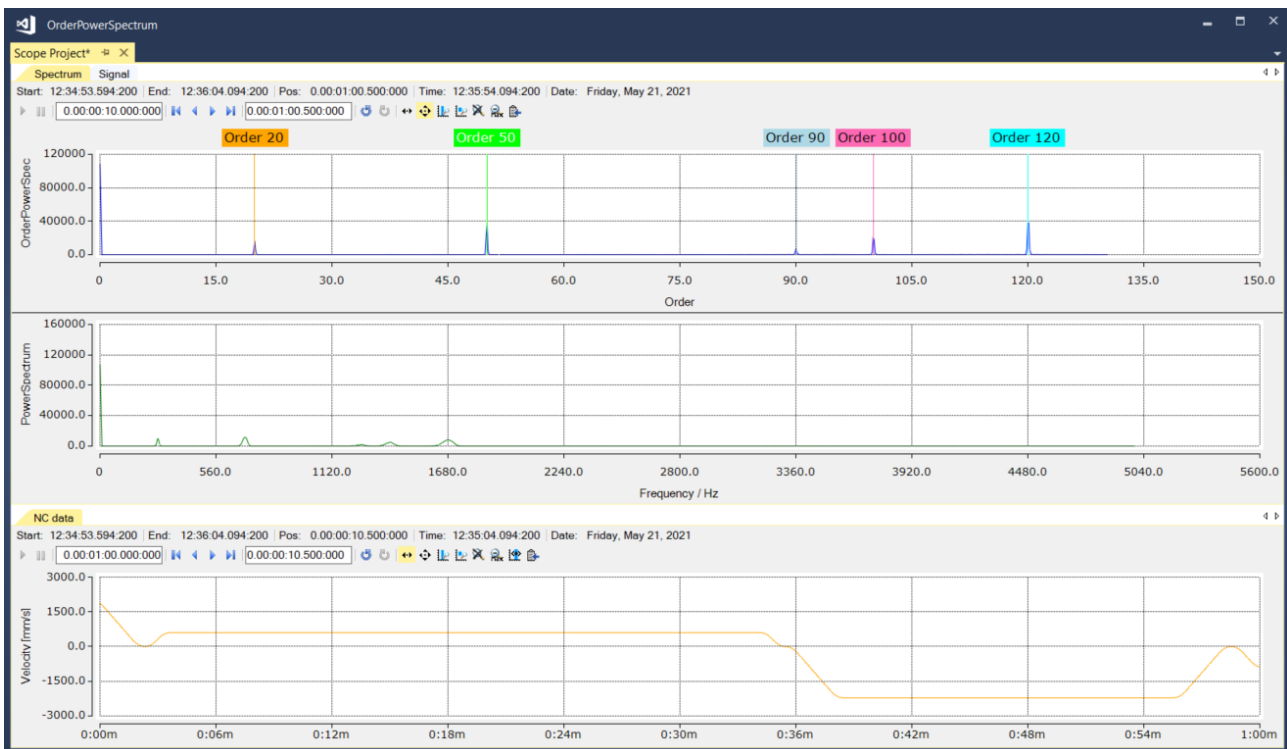 OrderPowerSpectrum
Scope Project*
Spectrum Signal
Start: 12:34:53.594:200 End: 12:36:04.094:200 Pos: 0.00:01:00.500:000 Time: 12:35:54.094:200 Date: Friday, May 21, 2021
0.00:00:10.000:000 0.00:01:00.500:000
Order 20 Order 50 Order 90 Order 100 Order 120
OrderPowerSpec
120000
80000.0
40000.0
0.0
0 15.0 30.0 45.0 60.0 75.0 90.0 105.0 120.0 135.0 150.0
Order
PowerSpectrum
160000
120000
80000.0
40000.0
0.0
0 560.0 1120.0 1680.0 2240.0 2800.0 3360.0 3920.0 4480.0 5040.0 5600.0
Frequency / Hz
NC data
Start: 12:34:53.594:200 End: 12:36:04.094:200 Pos: 0.00:00:10.500:000 Time: 12:35:04.094:200 Date: Friday, May 21, 2021
0.00:01:00.000:000 0.00:00:10.500:000
Velocity [mm/s]
3000.0
1500.0
0.0
-1500.0
-3000.0
0:00m 0:06m 0:12m 0:18m 0:24m 0:30m 0:36m 0:42m 0:48m 0:54m 1:00m